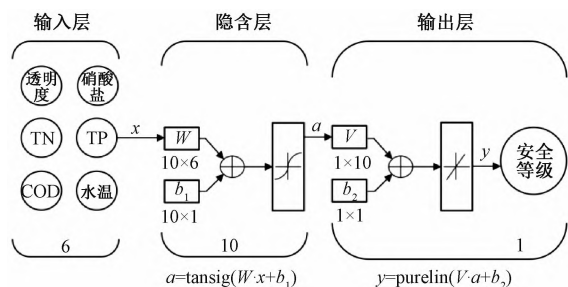 输入层 隐含层 输出层
透明度 硝酸盐
TN TP x W a V y 安全等级
10×6 1×10
COD 水温 b₁ b₂
10×1 1×1
6 10 1
a=tansig(W·x+b₁) y=purelin(V·a+b₂)